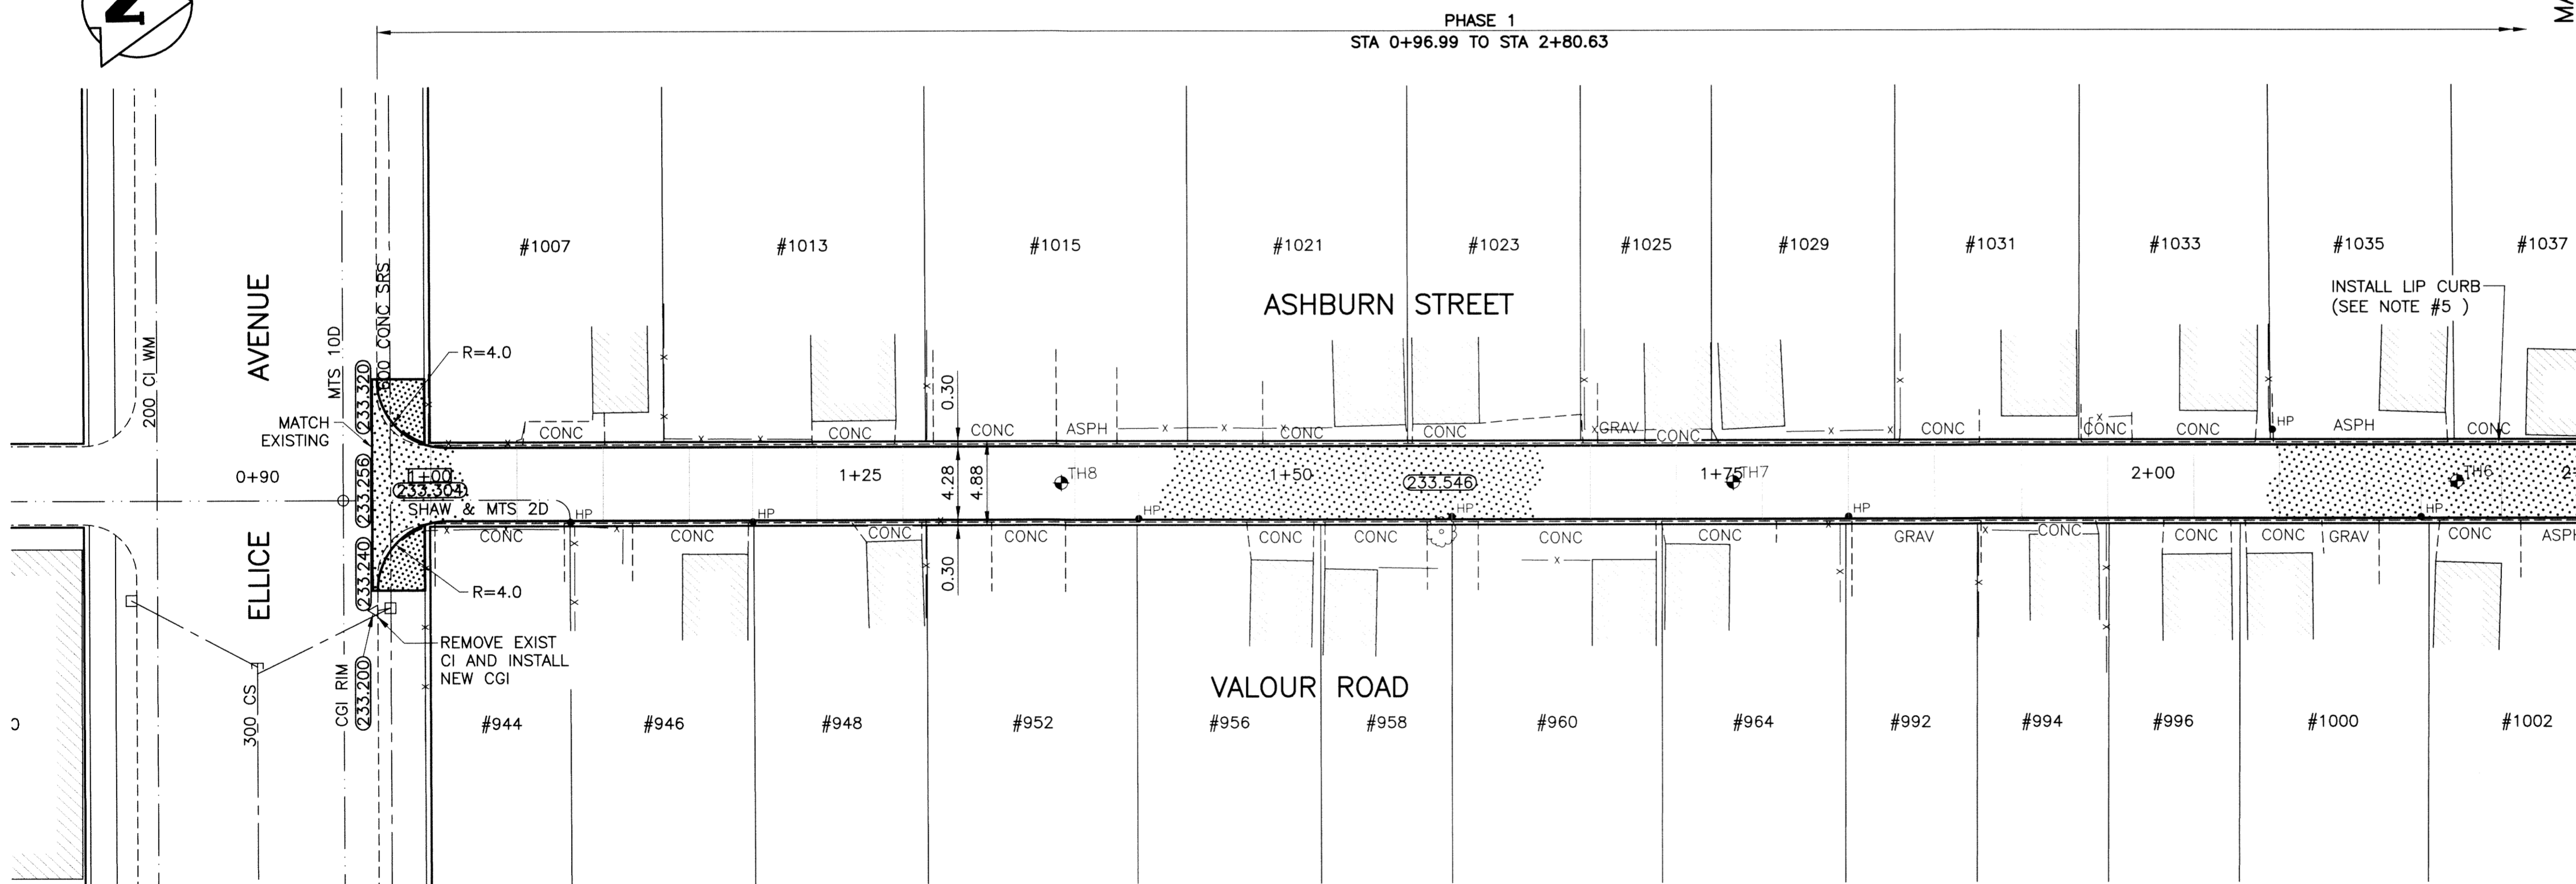 N
PHASE 1
STA 0+96.99 TO STA 2+80.63
#1007
#1013
#1015
#1021
#1023
#1025
#1029
#1031
#1033
#1035
#1037
ASHBURN STREET
INSTALL LIP CURB
(SEE NOTE #5 )
AVENUE
ELLICE
200 CI WM
MTS 10D
600 CONC SRS
233.320
R=4.0
MATCH
EXISTING
0.30
CONC
CONC
CONC
ASPH
CONC
CONC
GRAV
CONC
CONC
CONC
CONC
HP
ASPH
CONC
0+90
233.256
1+00
233.304
1+25
4.28
4.88
TH8
1+50
233.546
1+75
TH7
2+00
TH6
SHAW & MTS 2D
HP
HP
HP
HP
HP
HP
CONC
CONC
CONC
CONC
CONC
CONC
CONC
CONC
GRAV
CONC
CONC
CONC
GRAV
CONC
ASPH
0.30
233.240
R=4.0
REMOVE EXIST
CI AND INSTALL
NEW CGI
300 CS
CGI RIM
233.200
VALOUR ROAD
#944
#946
#948
#952
#956
#958
#960
#964
#992
#994
#996
#1000
#1002